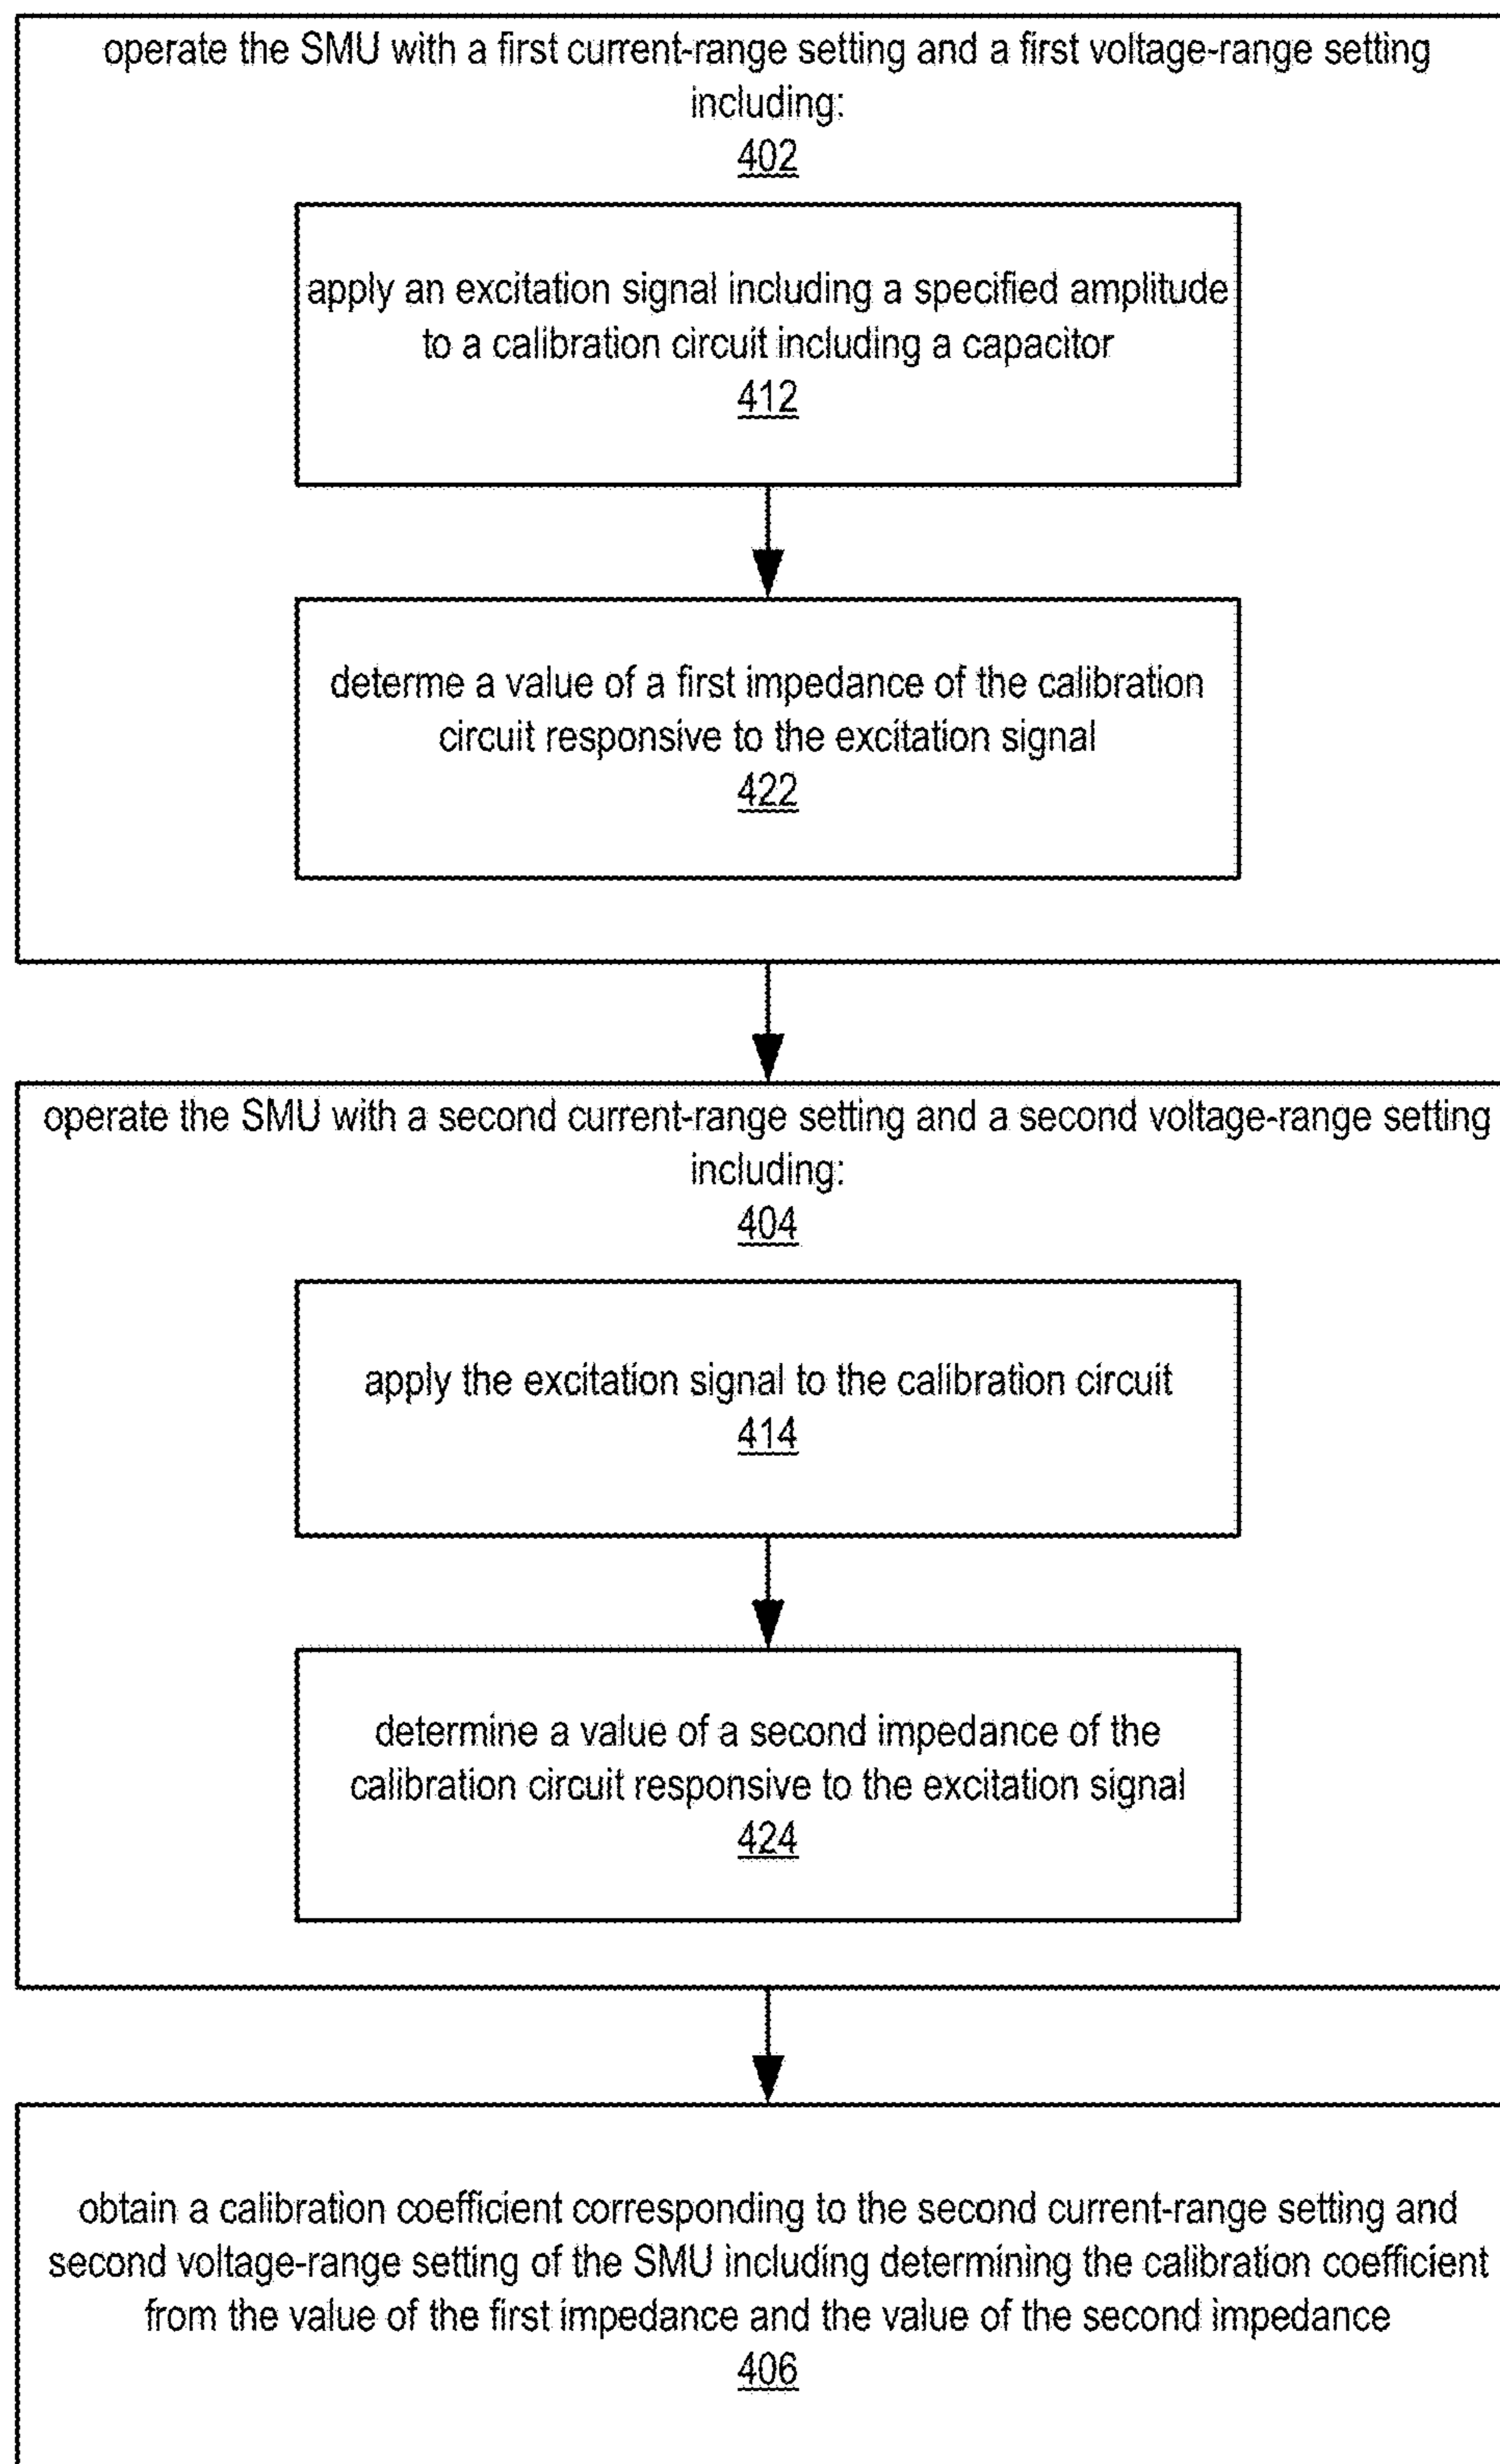 operate the SMU with a first current-range setting and a first voltage-range setting
including:
402
apply an excitation signal including a specified amplitude
to a calibration circuit including a capacitor
412
determe a value of a first impedance of the calibration
circuit responsive to the excitation signal
422
operate the SMU with a second current-range setting and a second voltage-range setting
including:
404
apply the excitation signal to the calibration circuit
414
determine a value of a second impedance of the
calibration circuit responsive to the excitation signal
424
obtain a calibration coefficient corresponding to the second current-range setting and
second voltage-range setting of the SMU including determining the calibration coefficient
from the value of the first impedance and the value of the second impedance
406